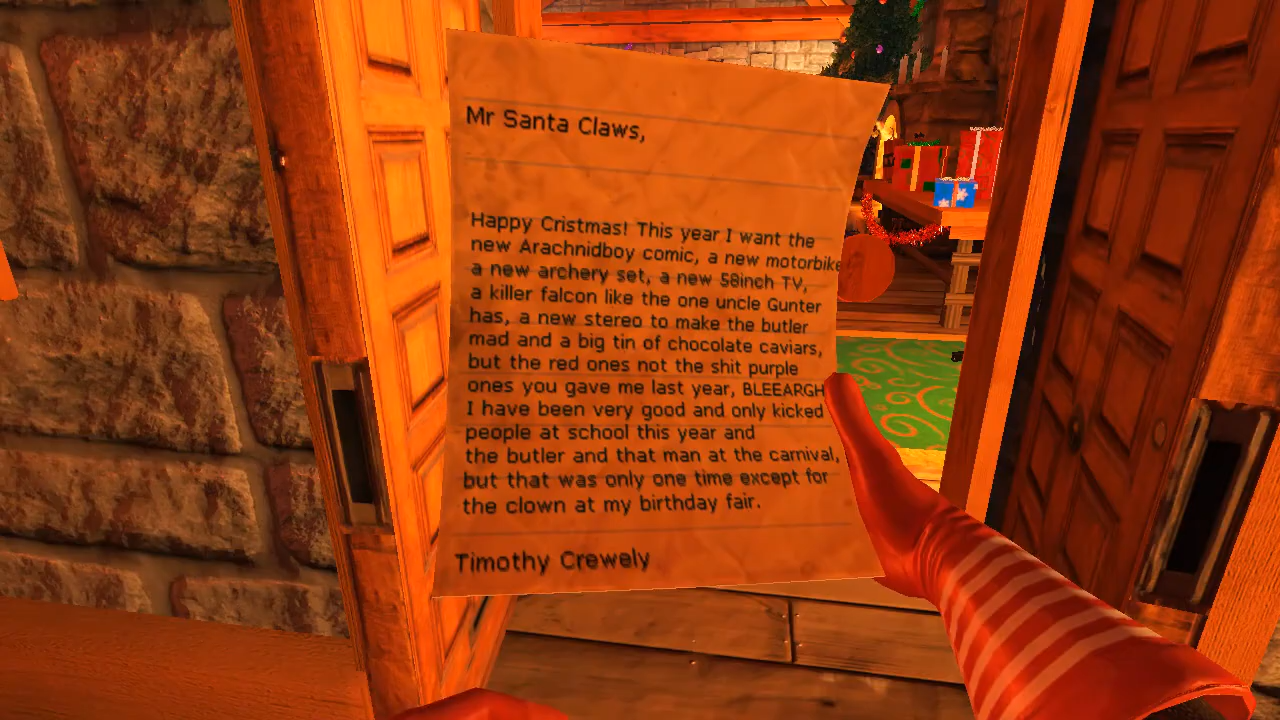 Mr Santa Claws,
Happy Cristmas! This year I want the
new Arachnidboy comic, a new motorbike
a new archery set, a new 58inch TV,
a killer falcon like the one uncle Gunter
has, a new stereo to make the butler
mad and a big tin of chocolate caviars,
but the red ones not the shit purple
ones you gave me last year, BLEEARGH
I have been very good and only kicked
people at school this year and
the butler and that man at the carnival,
but that was only one time except for
the clown at my birthday fair.
Timothy Crewely